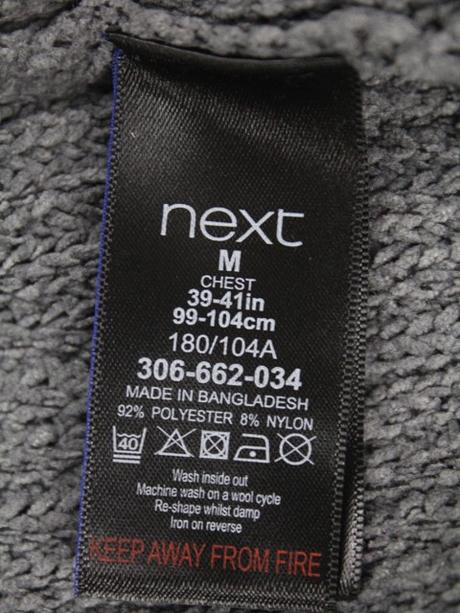 next
M
CHEST
39-41in
99-104cm
180/104A
306-662-034
MADE IN BANGLADESH
92% POLYESTER 8% NYLON
40
Wash inside out
Machine wash on a wool cycle
Re-shape whilst damp
Iron on reverse
KEEP AWAY FROM FIRE